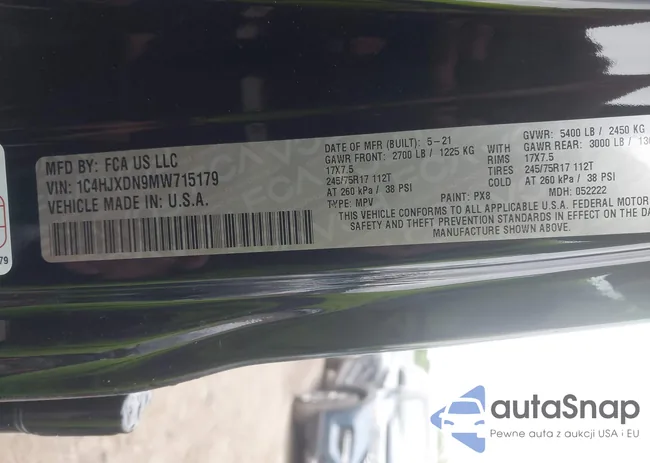 MFD BY: FCA US LLC
VIN: 1C4HJXDN9MW715179
VEHICLE MADE IN: U.S.A.
DATE OF MFR (BUILT): 5-21
GVWR: 5400 LB / 2450 KG
GAWR FRONT: 2700 LB / 1225 KG
WITH
GAWR REAR: 3000 LB /
17X7.5
RIMS
17X7.5
245/75R17 112T
TIRES
245/75R17 112T
AT 260 kPa / 38 PSI
AT 260 kPa / 38 PSI
TYPE: MPV
PAINT: PX8
MDH: 052222
VEHICLE CONFORMS TO ALL APPLICABLE U.S.A. FEDERAL MOTOR
SAFETY AND THEFT PREVENTION STANDARDS IN EFFECT ON THE DA
MANUFACTURE SHOWN ABOVE.
79
autaSnap
Pewne auta z aukcji USA i EU